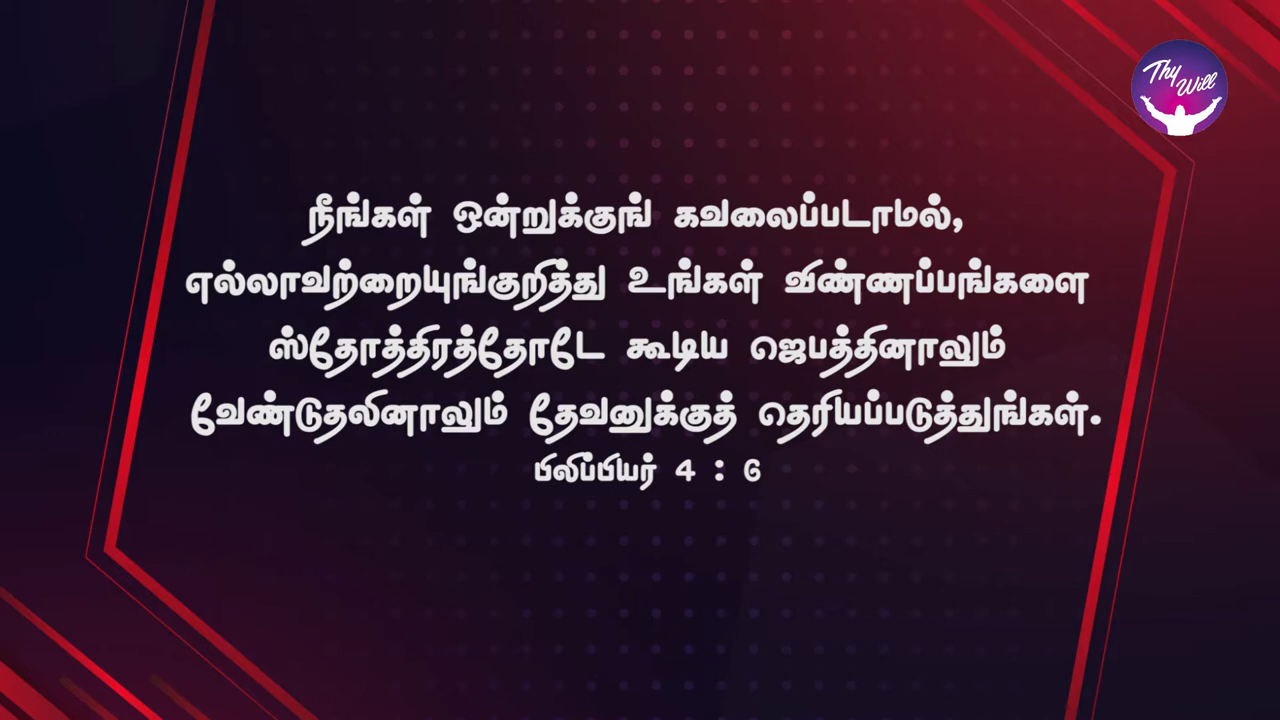 Thy Will
நீங்கள் ஒன்றுக்குங் கவலைப்படாமல்,
எல்லாவற்றையுங்குறித்து உங்கள் விண்ணப்பங்களை
ஸ்தோத்திரத்தோடே கூடிய ஜெபத்தினாலும்
வேண்டுதலினாலும் தேவனுக்குத் தெரியப்படுத்துங்கள்.
பிலிப்பியர் 4 : 6